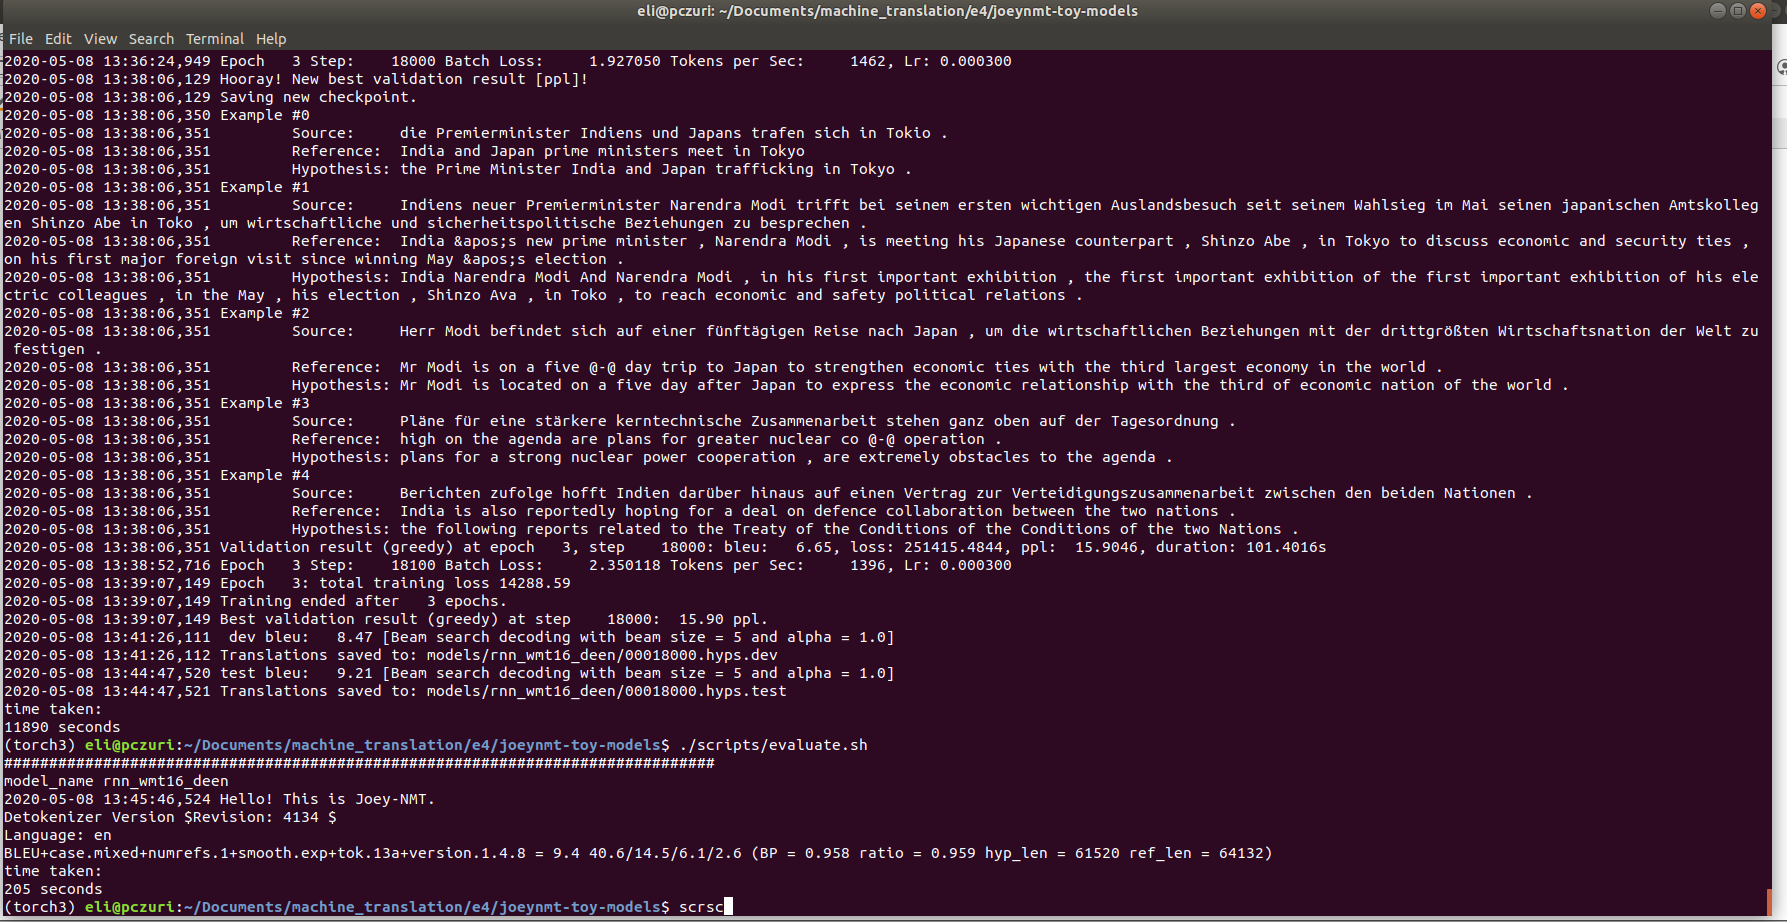 eli@pczuri: ~/Documents/machine_translation/e4/joeynmt-toy-models
File Edit View Search Terminal Help
2020-05-08 13:36:24,949 Epoch   3 Step:    18000 Batch Loss:     1.927050 Tokens per Sec:     1462, Lr: 0.000300
2020-05-08 13:38:06,129 Hooray! New best validation result [ppl]!
2020-05-08 13:38:06,129 Saving new checkpoint.
2020-05-08 13:38:06,350 Example #0
2020-05-08 13:38:06,351         Source:     die Premierminister Indiens und Japans trafen sich in Tokio .
2020-05-08 13:38:06,351         Reference:  India and Japan prime ministers meet in Tokyo
2020-05-08 13:38:06,351         Hypothesis: the Prime Minister India and Japan trafficking in Tokyo .
2020-05-08 13:38:06,351 Example #1
2020-05-08 13:38:06,351         Source:     Indiens neuer Premierminister Narendra Modi trifft bei seinem ersten wichtigen Auslandsbesuch seit seinem Wahlsieg im Mai seinen japanischen Amtskolleg
en Shinzo Abe in Toko , um wirtschaftliche und sicherheitspolitische Beziehungen zu besprechen .
2020-05-08 13:38:06,351         Reference:  India &apos;s new prime minister , Narendra Modi , is meeting his Japanese counterpart , Shinzo Abe , in Tokyo to discuss economic and security ties ,
on his first major foreign visit since winning May &apos;s election .
2020-05-08 13:38:06,351         Hypothesis: India Narendra Modi And Narendra Modi , in his first important exhibition , the first important exhibition of the first important exhibition of his ele
ctric colleagues , in the May , his election , Shinzo Ava , in Toko , to reach economic and safety political relations .
2020-05-08 13:38:06,351 Example #2
2020-05-08 13:38:06,351         Source:     Herr Modi befindet sich auf einer fünftägigen Reise nach Japan , um die wirtschaftlichen Beziehungen mit der drittgrößten Wirtschaftsnation der Welt zu
 festigen .
2020-05-08 13:38:06,351         Reference:  Mr Modi is on a five @-@ day trip to Japan to strengthen economic ties with the third largest economy in the world .
2020-05-08 13:38:06,351         Hypothesis: Mr Modi is located on a five day after Japan to express the economic relationship with the third of economic nation of the world .
2020-05-08 13:38:06,351 Example #3
2020-05-08 13:38:06,351         Source:     Pläne für eine stärkere kerntechnische Zusammenarbeit stehen ganz oben auf der Tagesordnung .
2020-05-08 13:38:06,351         Reference:  high on the agenda are plans for greater nuclear co @-@ operation .
2020-05-08 13:38:06,351         Hypothesis: plans for a strong nuclear power cooperation , are extremely obstacles to the agenda .
2020-05-08 13:38:06,351 Example #4
2020-05-08 13:38:06,351         Source:     Berichten zufolge hofft Indien darüber hinaus auf einen Vertrag zur Verteidigungszusammenarbeit zwischen den beiden Nationen .
2020-05-08 13:38:06,351         Reference:  India is also reportedly hoping for a deal on defence collaboration between the two nations .
2020-05-08 13:38:06,351         Hypothesis: the following reports related to the Treaty of the Conditions of the Conditions of the two Nations .
2020-05-08 13:38:06,351 Validation result (greedy) at epoch   3, step    18000: bleu:   6.65, loss: 251415.4844, ppl:  15.9046, duration: 101.4016s
2020-05-08 13:38:52,716 Epoch   3 Step:    18100 Batch Loss:     2.350118 Tokens per Sec:     1396, Lr: 0.000300
2020-05-08 13:39:07,149 Epoch   3: total training loss 14288.59
2020-05-08 13:39:07,149 Training ended after   3 epochs.
2020-05-08 13:39:07,149 Best validation result (greedy) at step    18000:  15.90 ppl.
2020-05-08 13:41:26,111  dev bleu:   8.47 [Beam search decoding with beam size = 5 and alpha = 1.0]
2020-05-08 13:41:26,112 Translations saved to: models/rnn_wmt16_deen/00018000.hyps.dev
2020-05-08 13:44:47,520 test bleu:   9.21 [Beam search decoding with beam size = 5 and alpha = 1.0]
2020-05-08 13:44:47,521 Translations saved to: models/rnn_wmt16_deen/00018000.hyps.test
time taken:
11890 seconds
(torch3) eli@pczuri:~/Documents/machine_translation/e4/joeynmt-toy-models$ ./scripts/evaluate.sh
###############################################################################
model_name rnn_wmt16_deen
2020-05-08 13:45:46,524 Hello! This is Joey-NMT.
Detokenizer Version $Revision: 4134 $
Language: en
BLEU+case.mixed+numrefs.1+smooth.exp+tok.13a+version.1.4.8 = 9.4 40.6/14.5/6.1/2.6 (BP = 0.958 ratio = 0.959 hyp_len = 61520 ref_len = 64132)
time taken:
205 seconds
(torch3) eli@pczuri:~/Documents/machine_translation/e4/joeynmt-toy-models$ scrsc